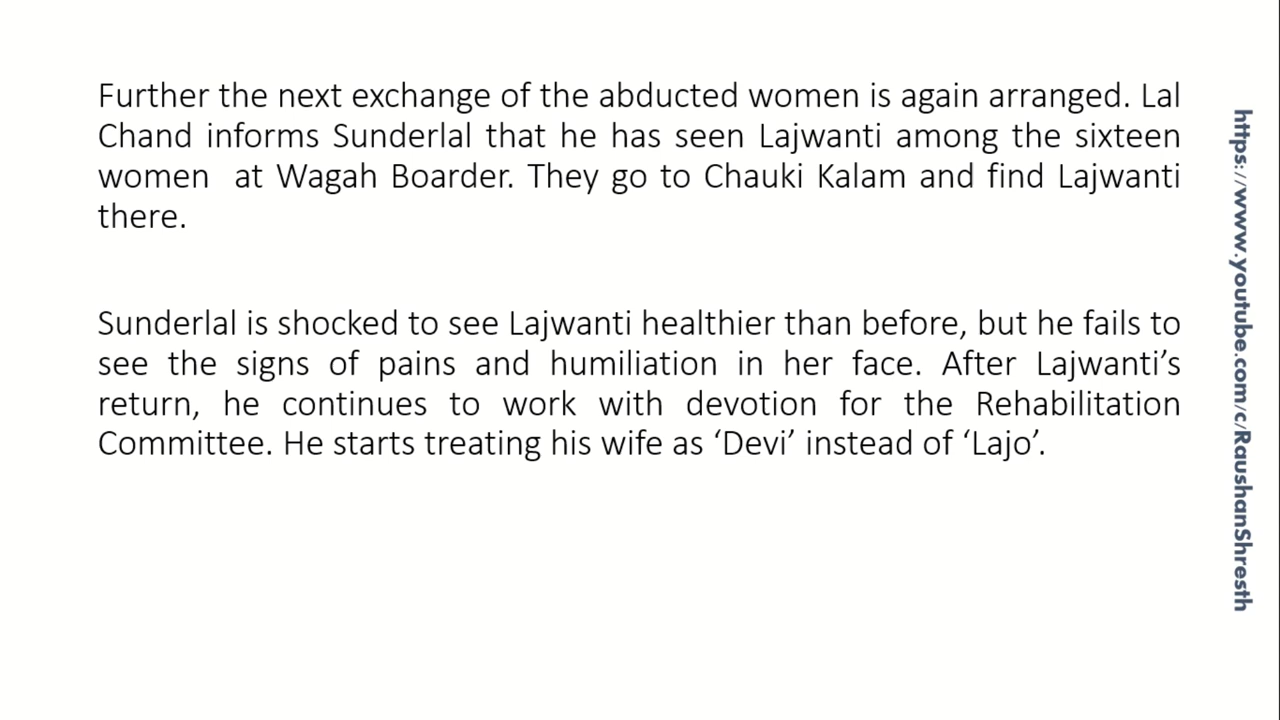 Further the next exchange of the abducted women is again arranged. Lal
Chand informs Sunderlal that he has seen Lajwanti among the sixteen
women  at Wagah Boarder. They go to Chauki Kalam and find Lajwanti
there.
Sunderlal is shocked to see Lajwanti healthier than before, but he fails to
see the signs of pains and humiliation in her face. After Lajwanti’s
return, he continues to work with devotion for the Rehabilitation
Committee. He starts treating his wife as ‘Devi’ instead of ‘Lajo’.
https://www.youtube.com/c/RaushanShresth